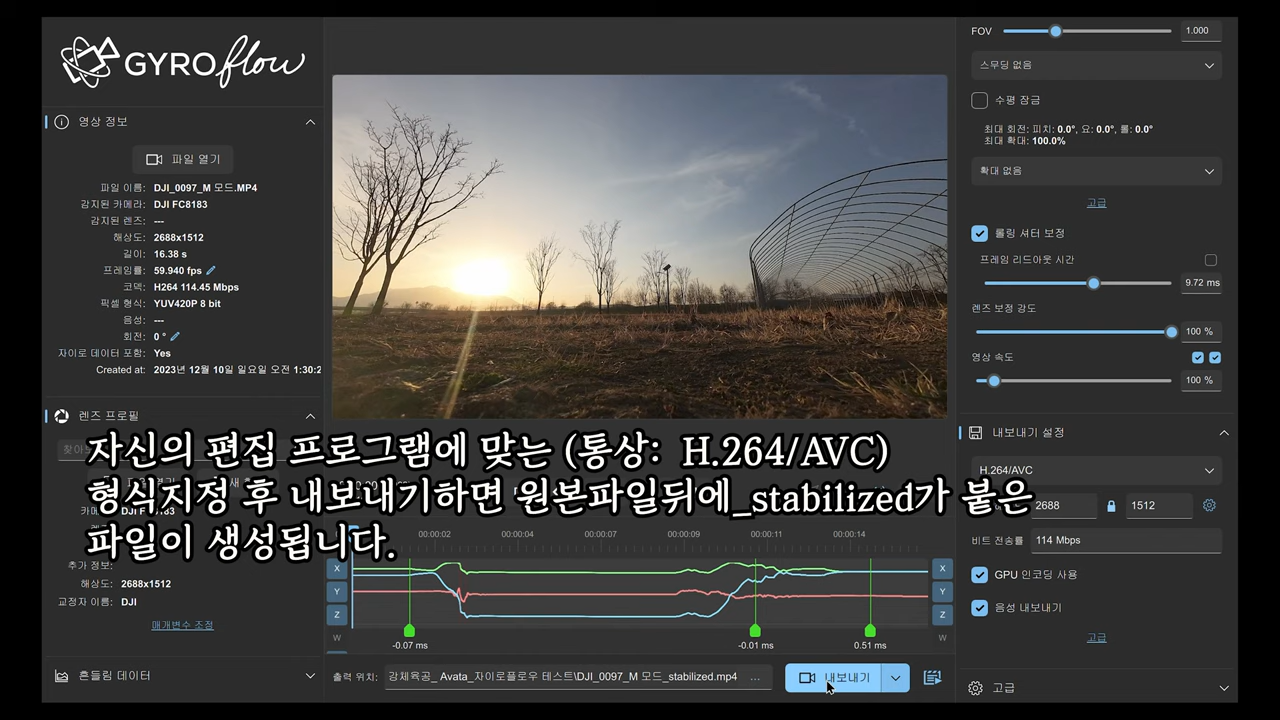 GYROflow
영상 정보
파일 열기
파일 이름: DJI_0097_M 모드.MP4
감지된 카메라: DJI FC8183
감지된 렌즈: ---
해상도: 2688x1512
길이: 16.38 s
프레임률: 59.940 fps
코덱: H264 114.45 Mbps
픽셀 형식: YUV420P 8 bit
음성: ---
회전: 0 °
자이로 데이터 포함: Yes
Created at: 2023년 12월 10일 일요일 오전 1:30:2
렌즈 프로필
자신의 편집 프로그램에 맞는 (통상: H.264/AVC)
형식지정 후 내보내기하면 원본파일뒤에_stabilized가 붙은
파일이 생성됩니다.
추가 정보:
해상도: 2688x1512
교정자 이름: DJI
매개변수 조정
흔들림 데이터
00:00:02 00:00:04 00:00:07 00:00:09 00:00:11 00:00:14
X X
Y Y
Z Z
W W
-0.07 ms -0.01 ms 0.51 ms
출력 위치: 강체육공_ Avata_자이로플로우 테스트\DJI_0097_M 모드_stabilized.mp4 ...
내보내기
FOV 1.000
스무딩 없음
수평 잠금
최대 회전: 피치: 0.0°, 요: 0.0°, 롤: 0.0°
최대 확대: 100.0%
확대 없음
고급
롤링 셔터 보정
프레임 리드아웃 시간
9.72 ms
렌즈 보정 강도
100 %
영상 속도
100 %
내보내기 설정
H.264/AVC
2688 1512
비트 전송률 114 Mbps
GPU 인코딩 사용
음성 내보내기
고급
고급